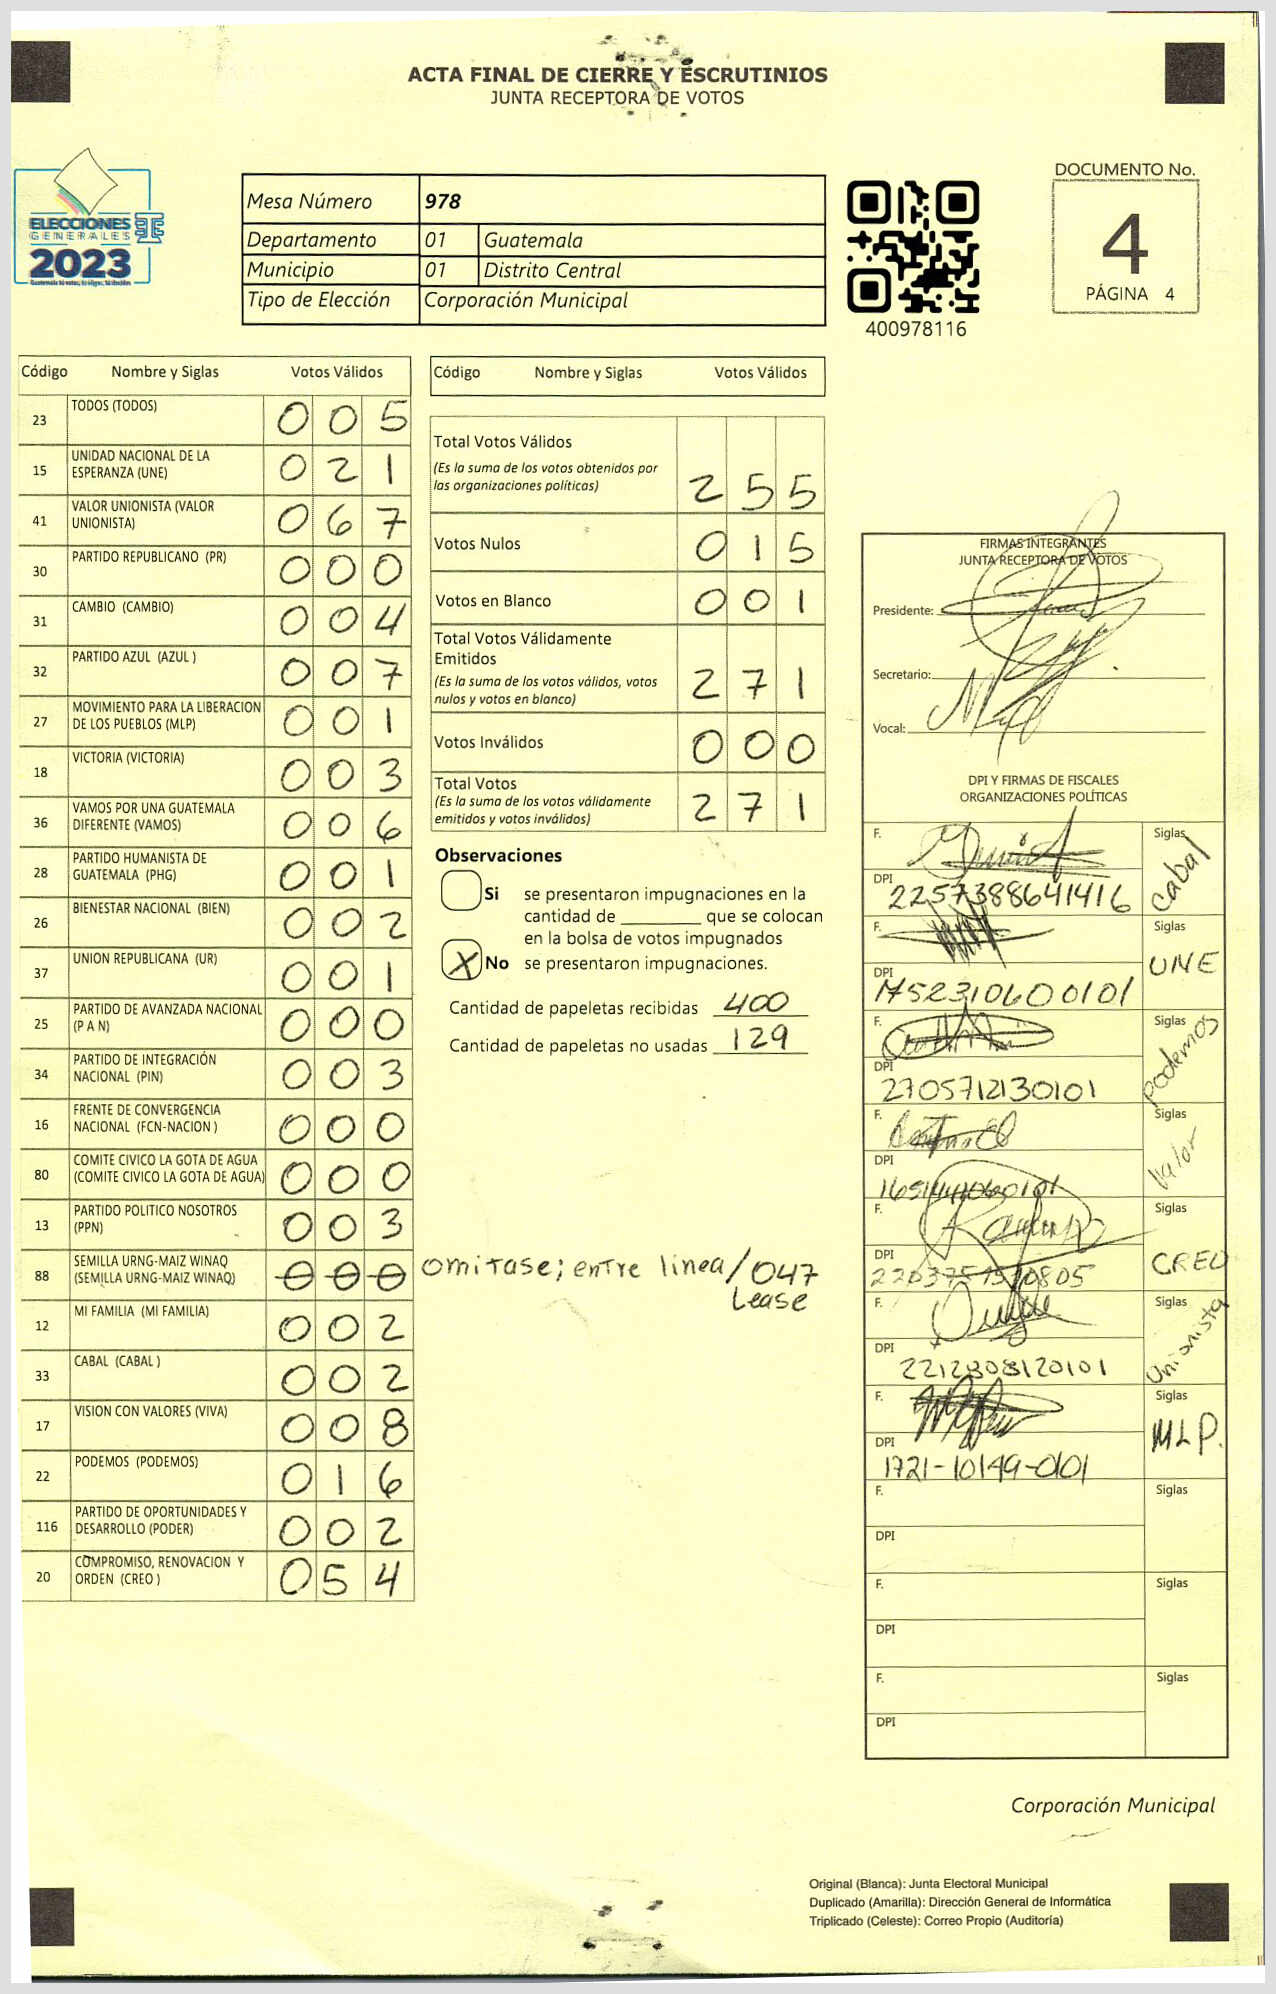 ACTA FINAL DE CIERRE Y ESCRUTINIOS
JUNTA RECEPTORA DE VOTOS
ELECCIONES
GENERALES
2023
Mesa Número 978
Departamento 01 Guatemala
Municipio 01 Distrito Central
Tipo de Elección Corporación Municipal
400978116
DOCUMENTO No.
4
PÁGINA 4
Código Nombre y Siglas Votos Válidos
23 TODOS (TODOS) 0 0 5
15 UNIDAD NACIONAL DE LA ESPERANZA (UNE) 0 2 1
41 VALOR UNIONISTA (VALOR UNIONISTA) 0 6 7
30 PARTIDO REPUBLICANO (PR) 0 0 0
31 CAMBIO (CAMBIO) 0 0 4
32 PARTIDO AZUL (AZUL ) 0 0 7
27 MOVIMIENTO PARA LA LIBERACION DE LOS PUEBLOS (MLP) 0 0 1
18 VICTORIA (VICTORIA) 0 0 3
36 VAMOS POR UNA GUATEMALA DIFERENTE (VAMOS) 0 0 6
28 PARTIDO HUMANISTA DE GUATEMALA (PHG) 0 0 1
26 BIENESTAR NACIONAL (BIEN) 0 0 2
37 UNION REPUBLICANA (UR) 0 0 1
25 PARTIDO DE AVANZADA NACIONAL (P A N) 0 0 0
34 PARTIDO DE INTEGRACIÓN NACIONAL (PIN) 0 0 3
16 FRENTE DE CONVERGENCIA NACIONAL (FCN-NACION ) 0 0 0
80 COMITE CIVICO LA GOTA DE AGUA (COMITE CIVICO LA GOTA DE AGUA) 0 0 0
13 PARTIDO POLITICO NOSOTROS (PPN) 0 0 3
88 SEMILLA URNG-MAIZ WINAQ (SEMILLA URNG-MAIZ WINAQ) 0 0 0 omitase; entre linea/047
Lease
12 MI FAMILIA (MI FAMILIA) 0 0 2
33 CABAL (CABAL ) 0 0 2
17 VISION CON VALORES (VIVA) 0 0 8
22 PODEMOS (PODEMOS) 0 1 6
116 PARTIDO DE OPORTUNIDADES Y DESARROLLO (PODER) 0 0 2
20 COMPROMISO, RENOVACION Y ORDEN (CREO ) 0 5 4
Código Nombre y Siglas Votos Válidos
Total Votos Válidos
(Es la suma de los votos obtenidos por
las organizaciones políticas) 2 5 5
Votos Nulos 0 1 5
Votos en Blanco 0 0 1
Total Votos Válidamente
Emitidos
(Es la suma de los votos válidos, votos
nulos y votos en blanco) 2 7 1
Votos Inválidos 0 0 0
Total Votos
(Es la suma de los votos válidamente
emitidos y votos inválidos) 2 7 1
Observaciones
Si se presentaron impugnaciones en la
cantidad de ________ que se colocan
en la bolsa de votos impugnados
X No se presentaron impugnaciones.
Cantidad de papeletas recibidas 400
Cantidad de papeletas no usadas 129
FIRMAS INTEGRANTES
JUNTA RECEPTORA DE VOTOS
Presidente:
Secretario:
Vocal:
DPI Y FIRMAS DE FISCALES
ORGANIZACIONES POLÍTICAS
F. Siglas Cabal
DPI 2257388641416
F. Siglas UNE
DPI 1752310600101
F. Siglas Podemos
DPI 2705712130101
F. Siglas Valor
DPI
F. Siglas CREO
DPI
F. Siglas Unionista
DPI 2212808120101
F. Siglas MLP.
DPI 1721-10149-0101
F. Siglas
DPI
F. Siglas
DPI
F. Siglas
DPI
Corporación Municipal
Original (Blanca): Junta Electoral Municipal
Duplicado (Amarilla): Dirección General de Informática
Triplicado (Celeste): Correo Propio (Auditoría)